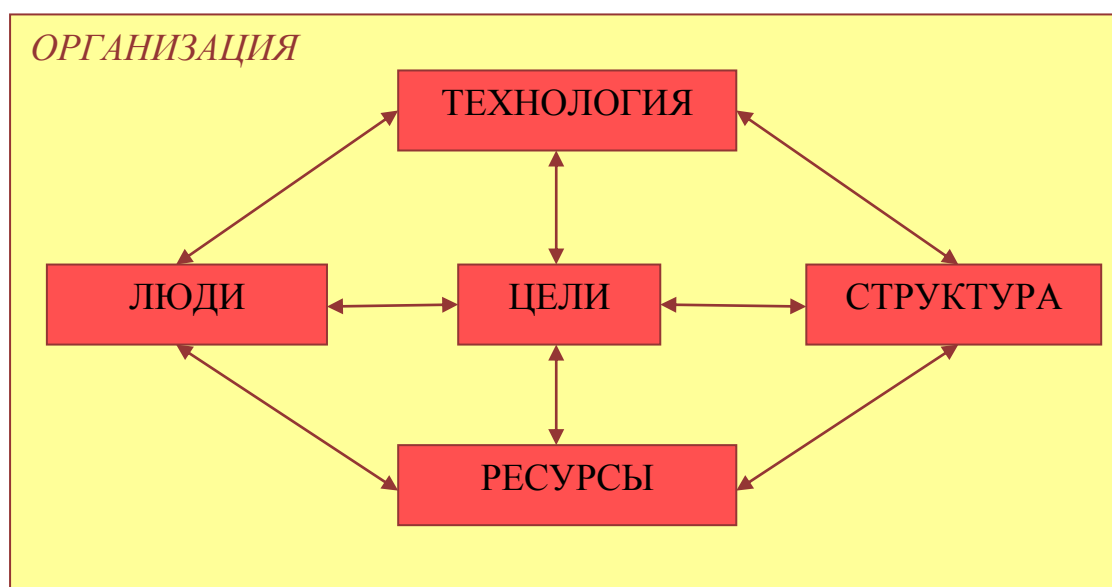 ОРГАНИЗАЦИЯ
ТЕХНОЛОГИЯ
ЛЮДИ
ЦЕЛИ
СТРУКТУРА
РЕСУРСЫ